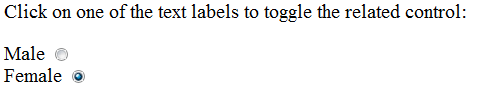 Click on one of the text labels to toggle the related control:
Male
Female